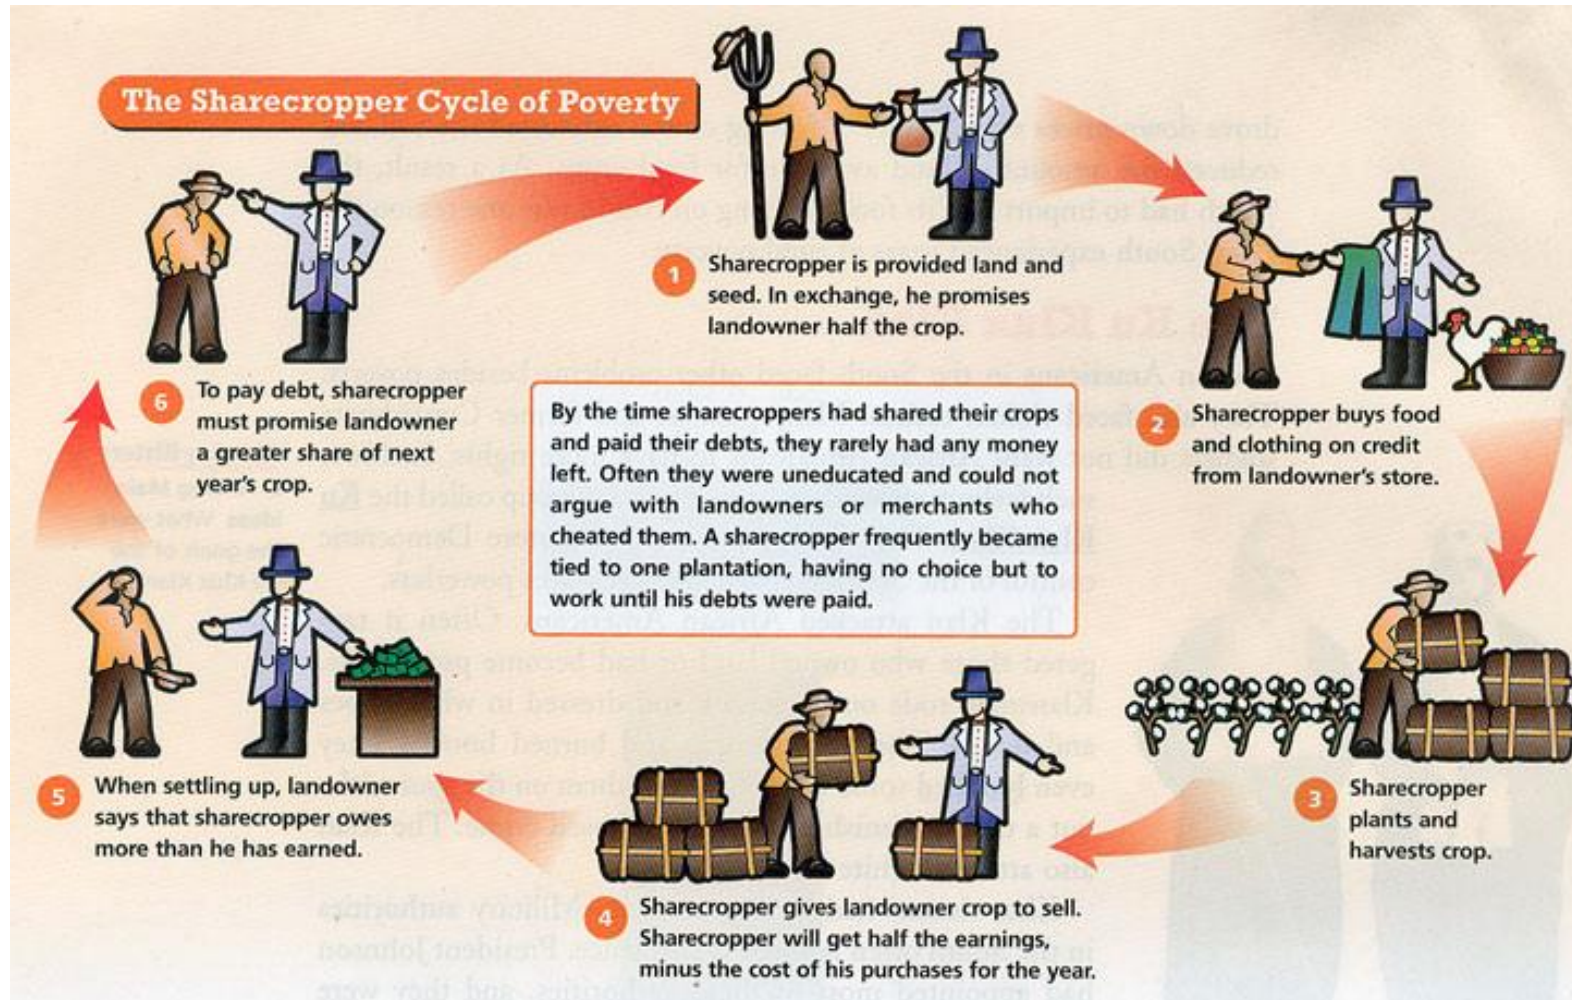 The Sharecropper Cycle of Poverty
1
Sharecropper is provided land and
seed. In exchange, he promises
landowner half the crop.
2
Sharecropper buys food
and clothing on credit
from landowner's store.
3
Sharecropper
plants and
harvests crop.
4
Sharecropper gives landowner crop to sell.
Sharecropper will get half the earnings,
minus the cost of his purchases for the year.
5
When settling up, landowner
says that sharecropper owes
more than he has earned.
6
To pay debt, sharecropper
must promise landowner
a greater share of next
year's crop.
By the time sharecroppers had shared their crops
and paid their debts, they rarely had any money
left. Often they were uneducated and could not
argue with landowners or merchants who
cheated them. A sharecropper frequently became
tied to one plantation, having no choice but to
work until his debts were paid.